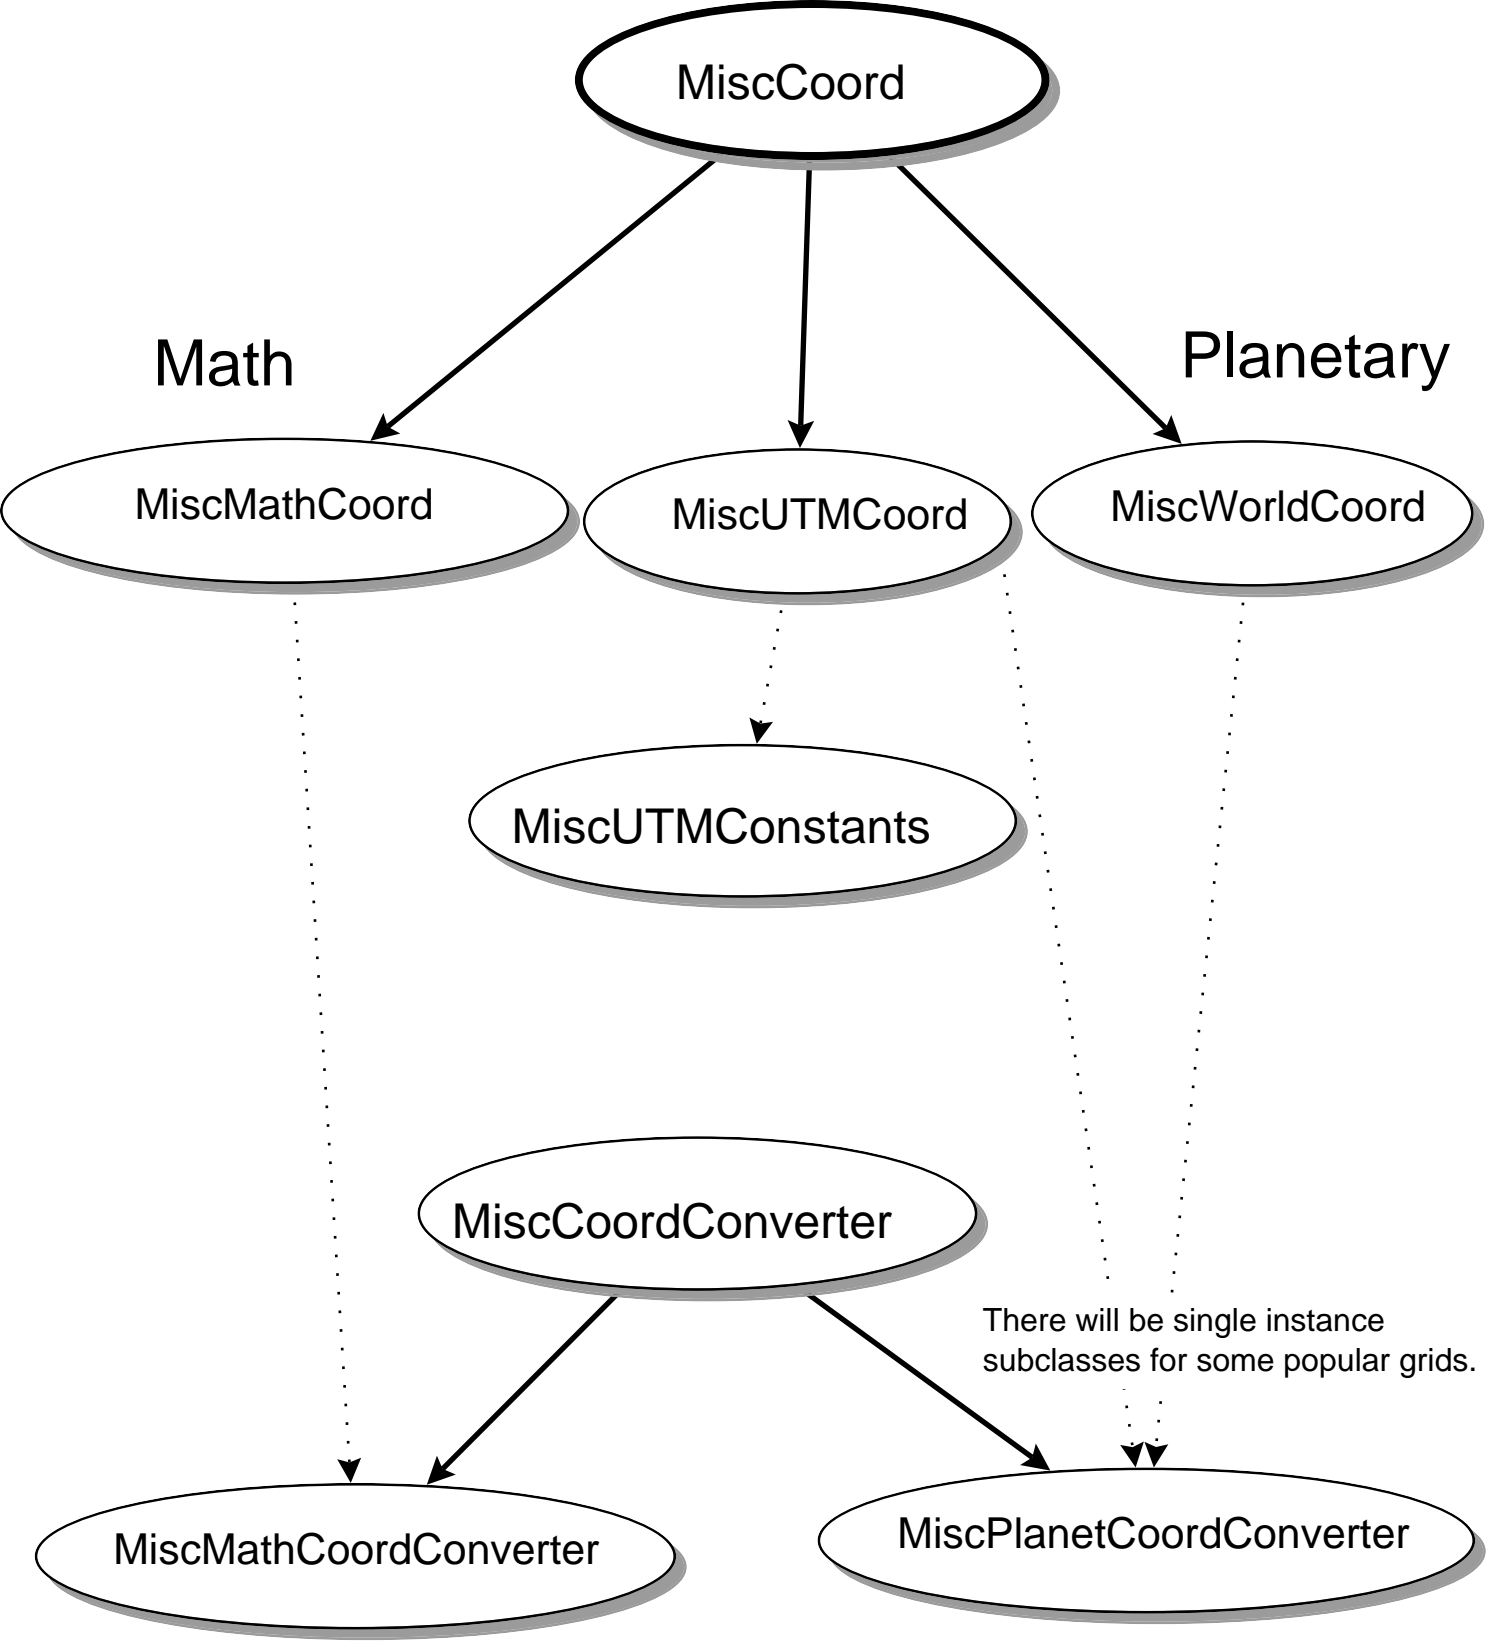 MiscCoord
Math
Planetary
MiscMathCoord
MiscUTMCoord
MiscWorldCoord
MiscUTMConstants
MiscCoordConverter
There will be single instance
subclasses for some popular grids.
MiscMathCoordConverter
MiscPlanetCoordConverter